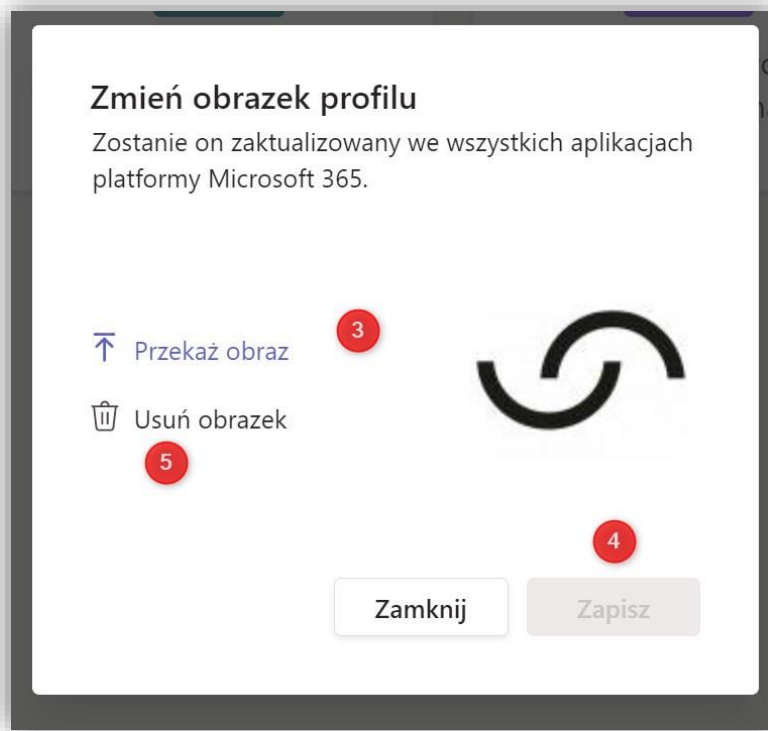 Zmień obrazek profilu
Zostanie on zaktualizowany we wszystkich aplikacjach
platformy Microsoft 365.
3
Przekaż obraz
Usuń obrazek
5
4
Zamknij
Zapisz